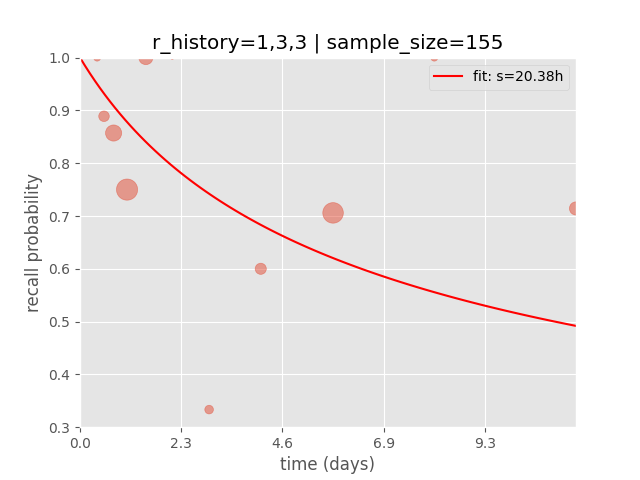 r_history=1,3,3 | sample_size=155
fit: s=20.38h
1.0
0.9
0.8
0.7
0.6
0.5
0.4
0.3
recall probability
0.0 2.3 4.6 6.9 9.3
time (days)